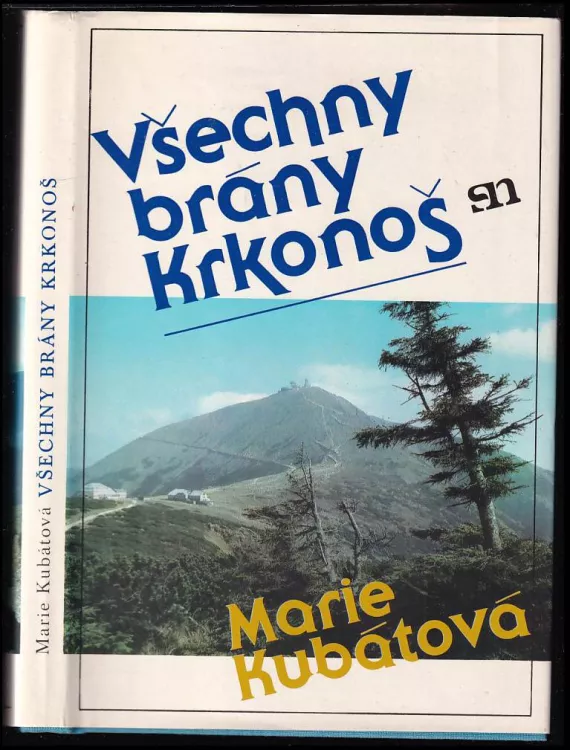 Všechny
brány
Krkonoš
sn
Marie
Kubátová
Marie Kubátová VŠECHNY BRÁNY KRKONOŠ